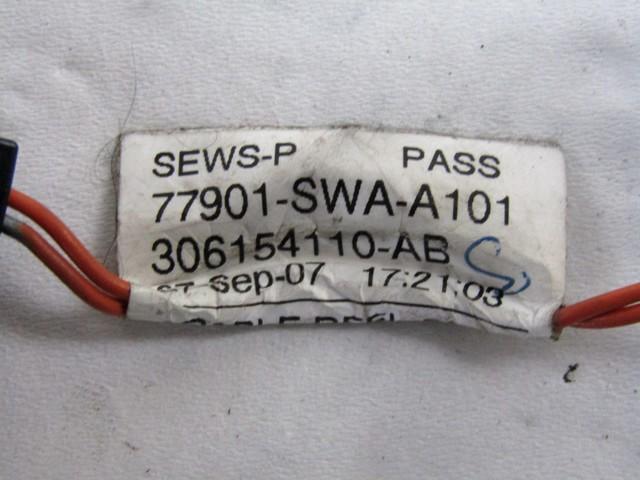 SEWS-P PASS
77901-SWA-A101
306154110-AB
Sep-07 17:21:03